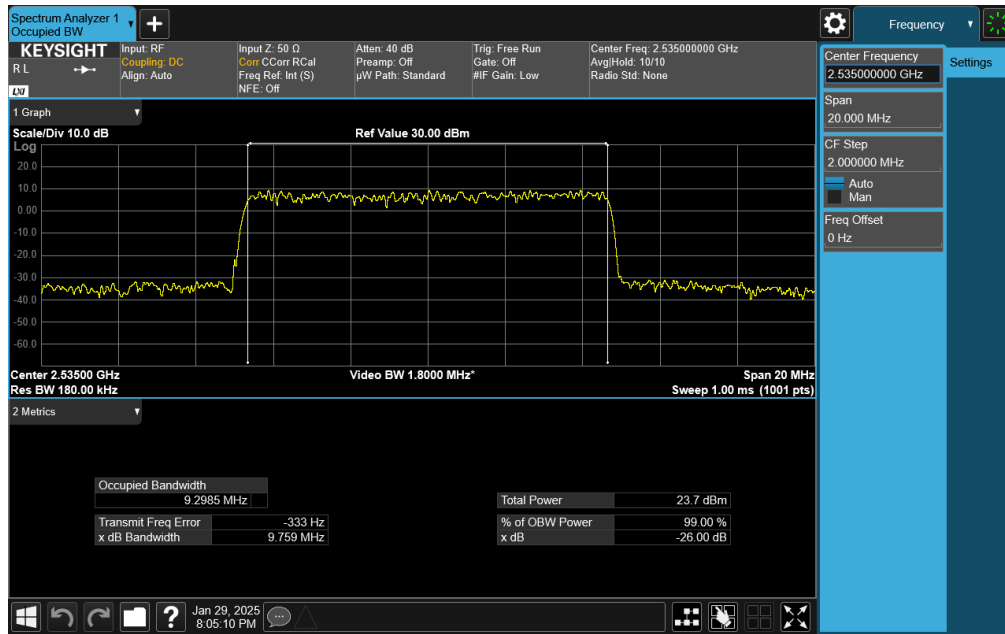 Spectrum Analyzer 1
Occupied BW
Frequency
KEYSIGHT
R L
LXI
Input: RF
Coupling: DC
Align: Auto
Input Z: 50 Ω
Corr CCorr RCal
Freq Ref: Int (S)
NFE: Off
Atten: 40 dB
Preamp: Off
µW Path: Standard
Trig: Free Run
Gate: Off
#IF Gain: Low
Center Freq: 2.535000000 GHz
Avg|Hold: 10/10
Radio Std: None
Center Frequency
2.535000000 GHz
Settings
Span
20.000 MHz
CF Step
2.000000 MHz
Auto
Man
Freq Offset
0 Hz
1 Graph
Scale/Div 10.0 dB
Ref Value 30.00 dBm
Log
20.0
10.0
0.00
-10.0
-20.0
-30.0
-40.0
-50.0
-60.0
Center 2.53500 GHz
Video BW 1.8000 MHz*
Span 20 MHz
Res BW 180.00 kHz
Sweep 1.00 ms (1001 pts)
2 Metrics
Occupied Bandwidth
9.2985 MHz
Total Power 23.7 dBm
Transmit Freq Error -333 Hz
% of OBW Power 99.00 %
x dB Bandwidth 9.759 MHz
x dB -26.00 dB
Jan 29, 2025
8:05:10 PM